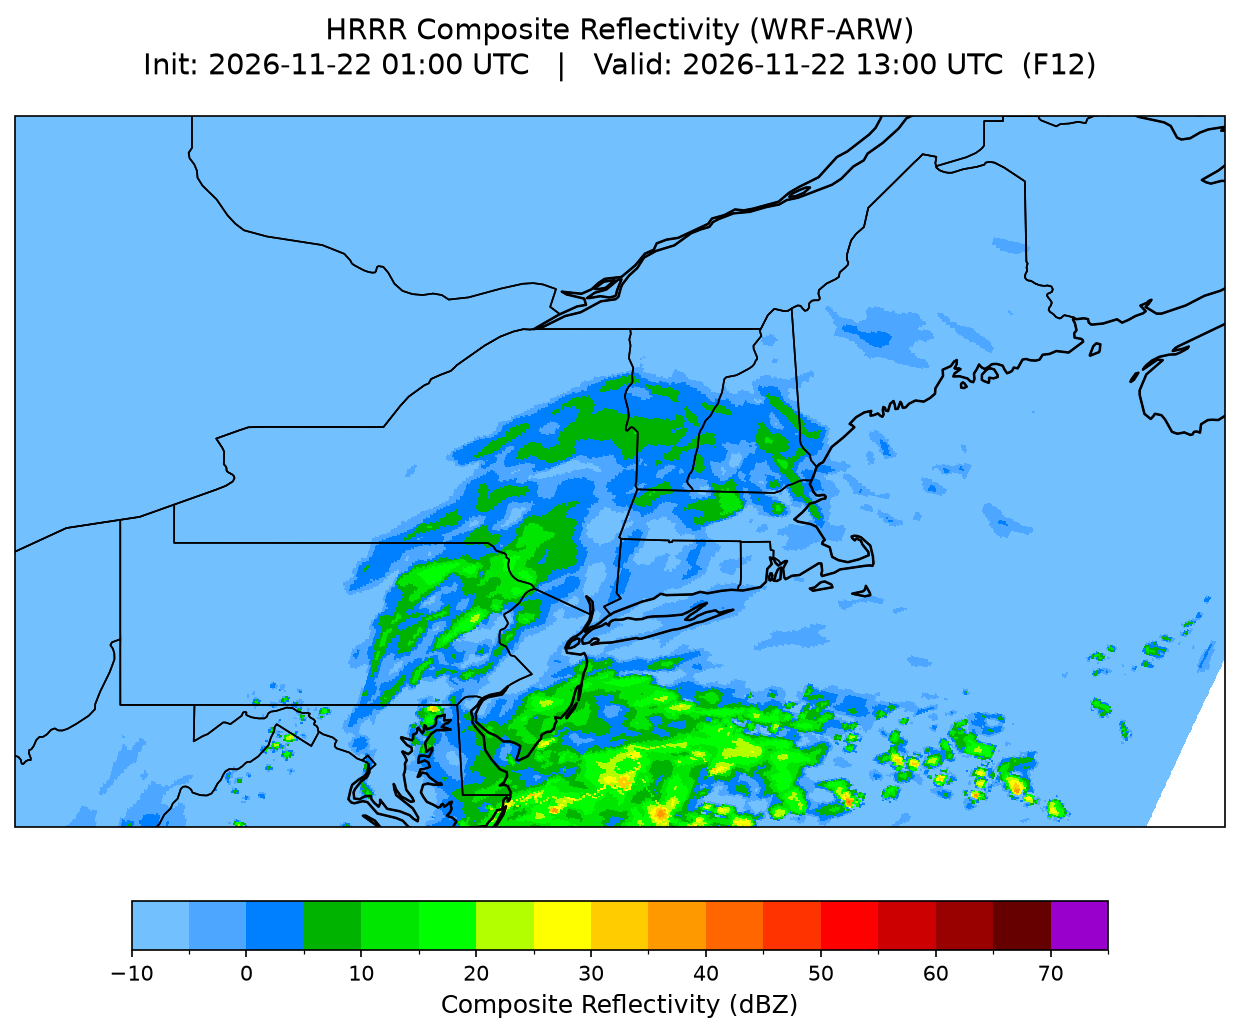 HRRR Composite Reflectivity (WRF-ARW)
Init: 2026-11-22 01:00 UTC   |   Valid: 2026-11-22 13:00 UTC  (F12)
−10 0 10 20 30 40 50 60 70
Composite Reflectivity (dBZ)